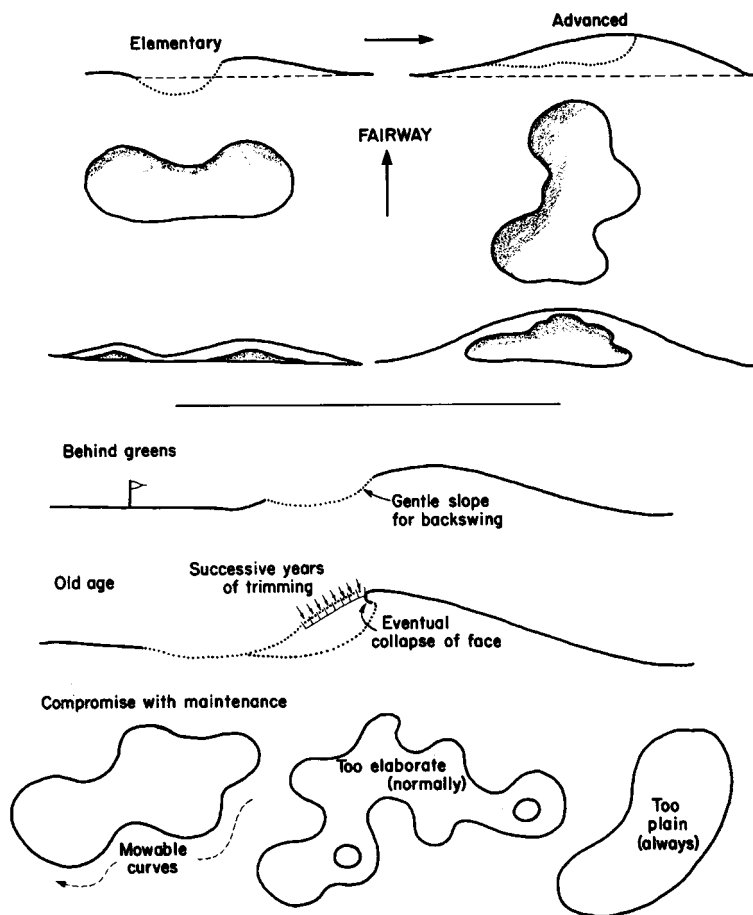 Elementary
Advanced
FAIRWAY
Behind greens
Gentle slope
for backswing
Old age
Successive years
of trimming
Eventual
collapse of face
Compromise with maintenance
Movable
curves
Too elaborate
(normally)
Too
plain
(always)